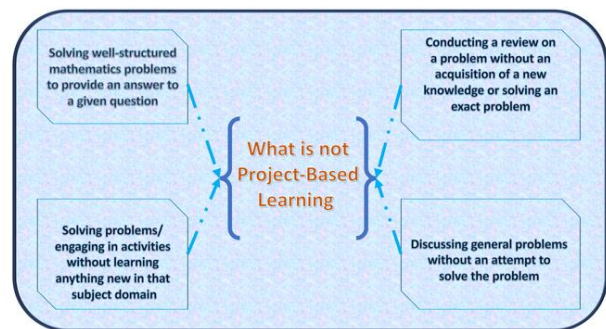 Solving well-structured
mathematics problems
to provide an answer to
a given question
Conducting a review on
a problem without an
acquisition of a new
knowledge or solving an
exact problem
What is not
Project-Based
Learning
Solving problems/
engaging in activities
without learning
anything new in that
subject domain
Discussing general problems
without an attempt to
solve the problem